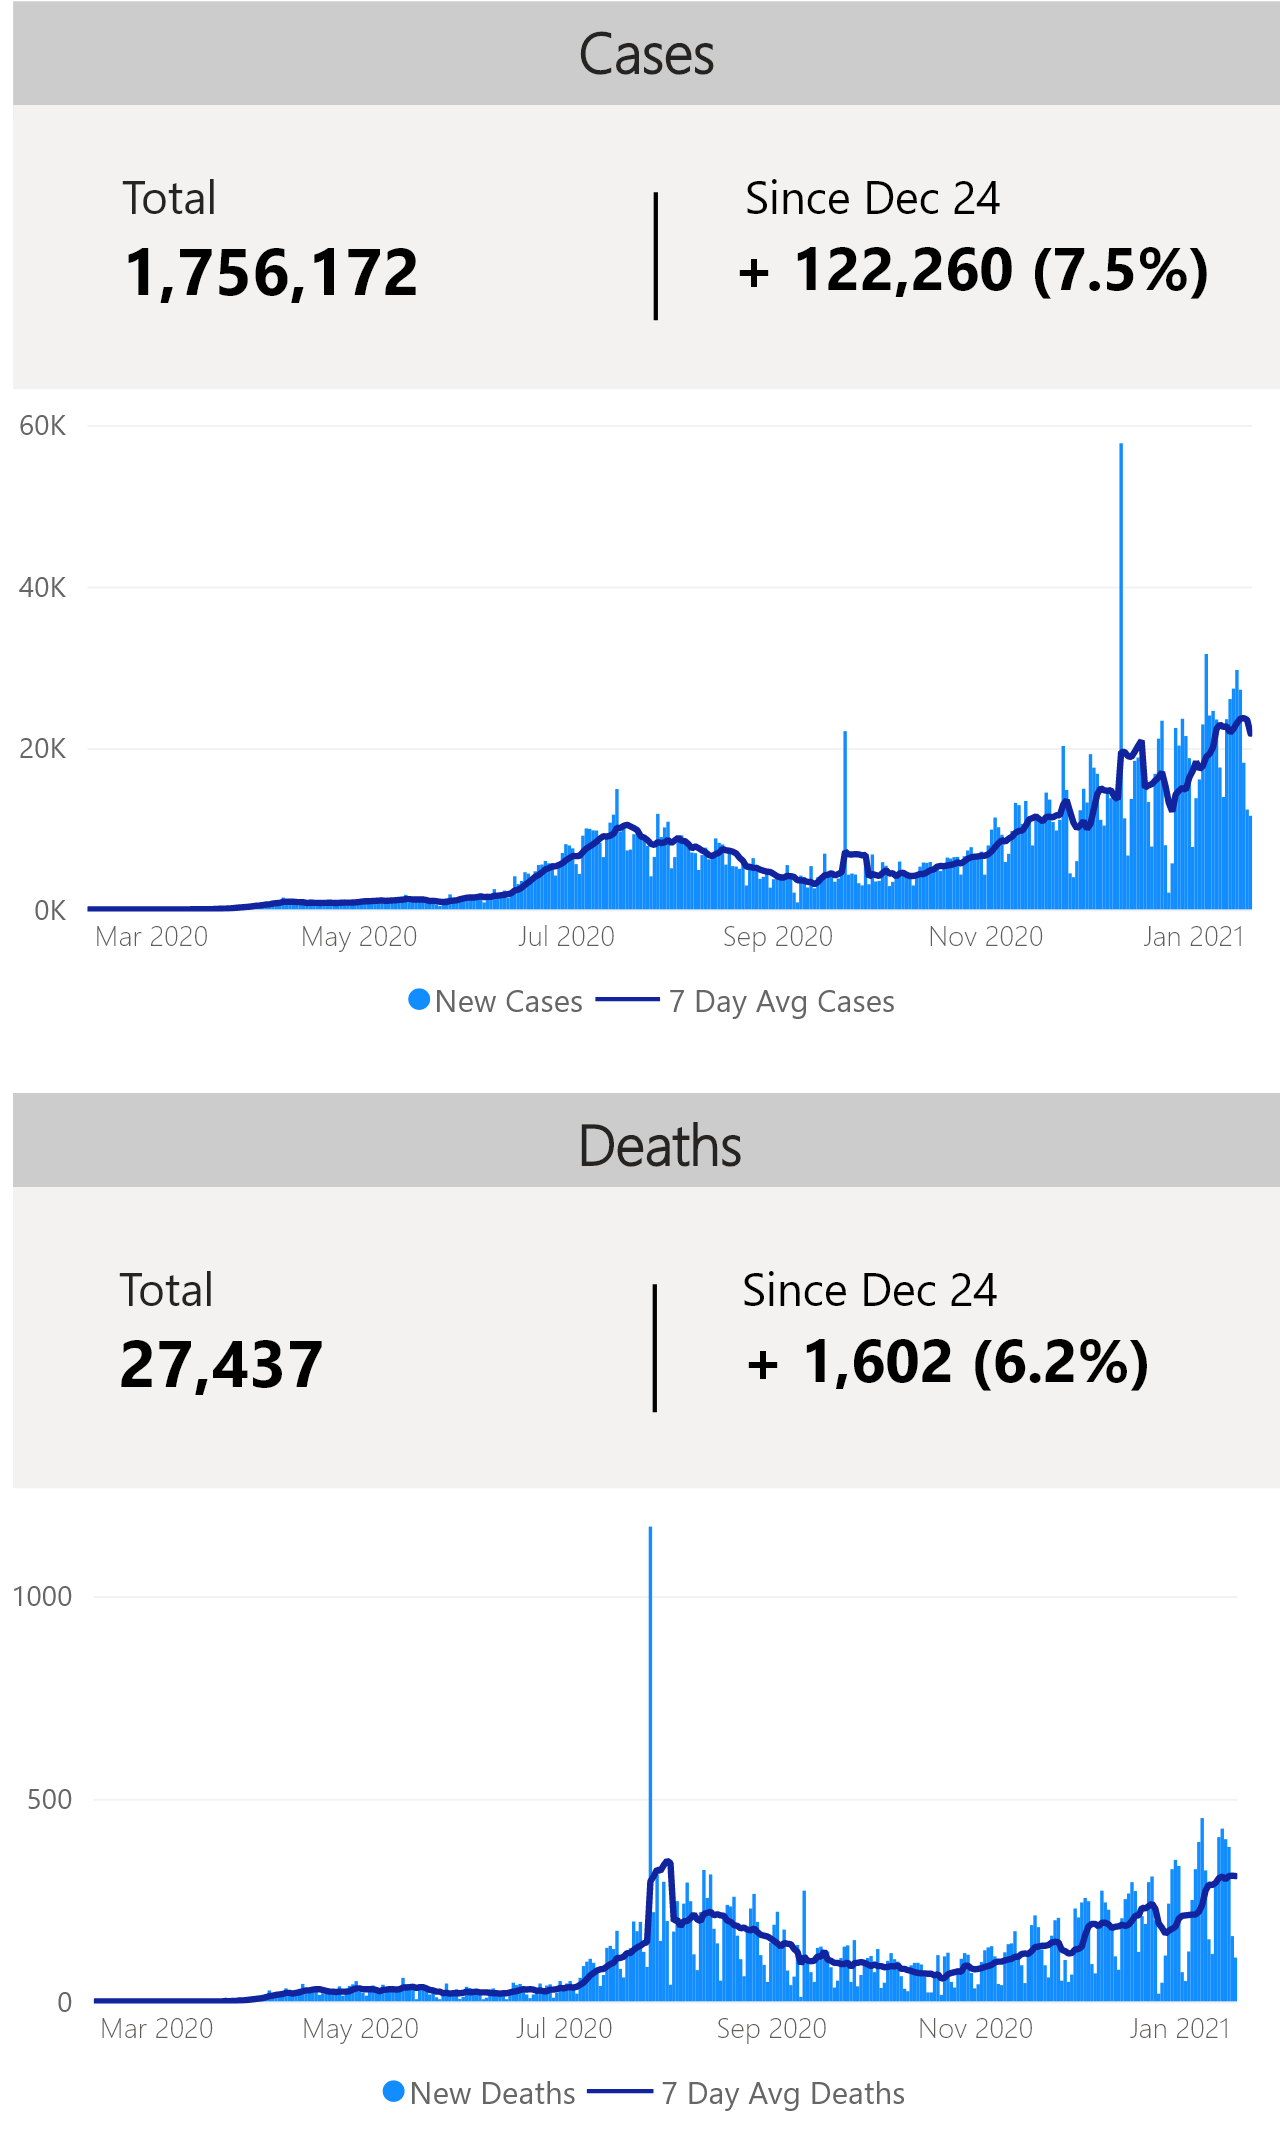 Cases
Total
Since Dec 24
1,756,172
+ 122,260 (7.5%)
60K
40K
20K
0K
Mar 2020 May 2020 Jul 2020 Sep 2020 Nov 2020 Jan 2021
New Cases 7 Day Avg Cases
Deaths
Total
Since Dec 24
27,437
+ 1,602 (6.2%)
1000
500
0
Mar 2020 May 2020 Jul 2020 Sep 2020 Nov 2020 Jan 2021
New Deaths 7 Day Avg Deaths